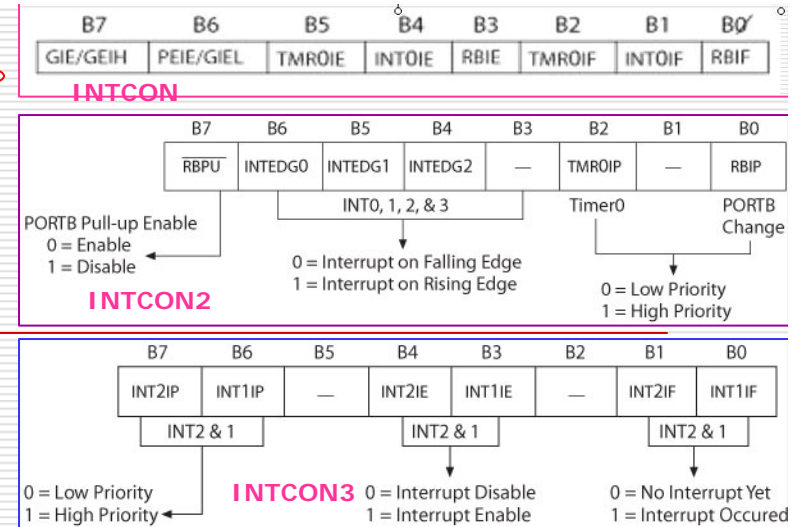 B7 B6 B5 B4 B3 B2 B1 B0
GIE/GEIH PEIE/GIEL TMR0IE INT0IE RBIE TMR0IF INT0IF RBIF
INTCON
B7 B6 B5 B4 B3 B2 B1 B0
RBPU INTEDG0 INTEDG1 INTEDG2 — TMR0IP — RBIP
INT0, 1, 2, & 3 Timer0 PORTB
Change
PORTB Pull-up Enable
0 = Enable
1 = Disable
0 = Interrupt on Falling Edge
1 = Interrupt on Rising Edge
0 = Low Priority
1 = High Priority
INTCON2
B7 B6 B5 B4 B3 B2 B1 B0
INT2IP INT1IP — INT2IE INT1IE — INT2IF INT1IF
INT2 & 1 INT2 & 1 INT2 & 1
0 = Low Priority
1 = High Priority
INTCON3
0 = Interrupt Disable
1 = Interrupt Enable
0 = No Interrupt Yet
1 = Interrupt Occured